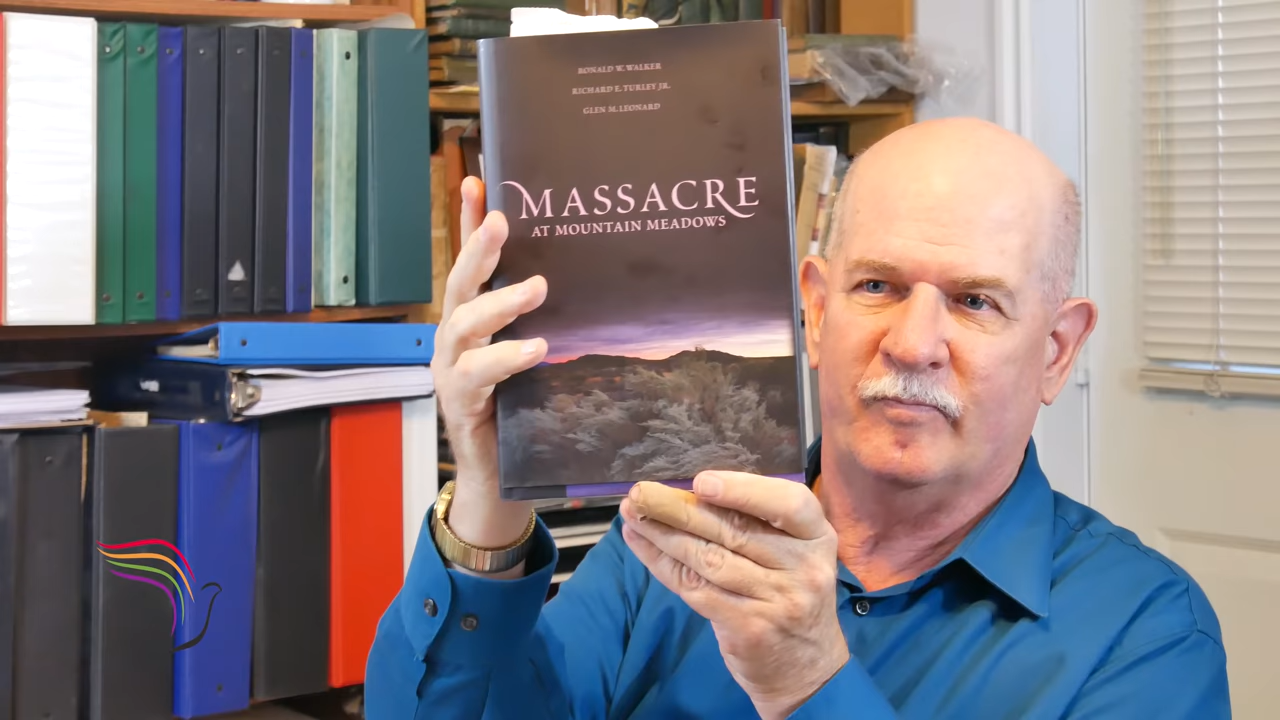 RONALD W. WALKER
RICHARD E. TURLEY JR.
GLEN M. LEONARD
MASSACRE
AT MOUNTAIN MEADOWS